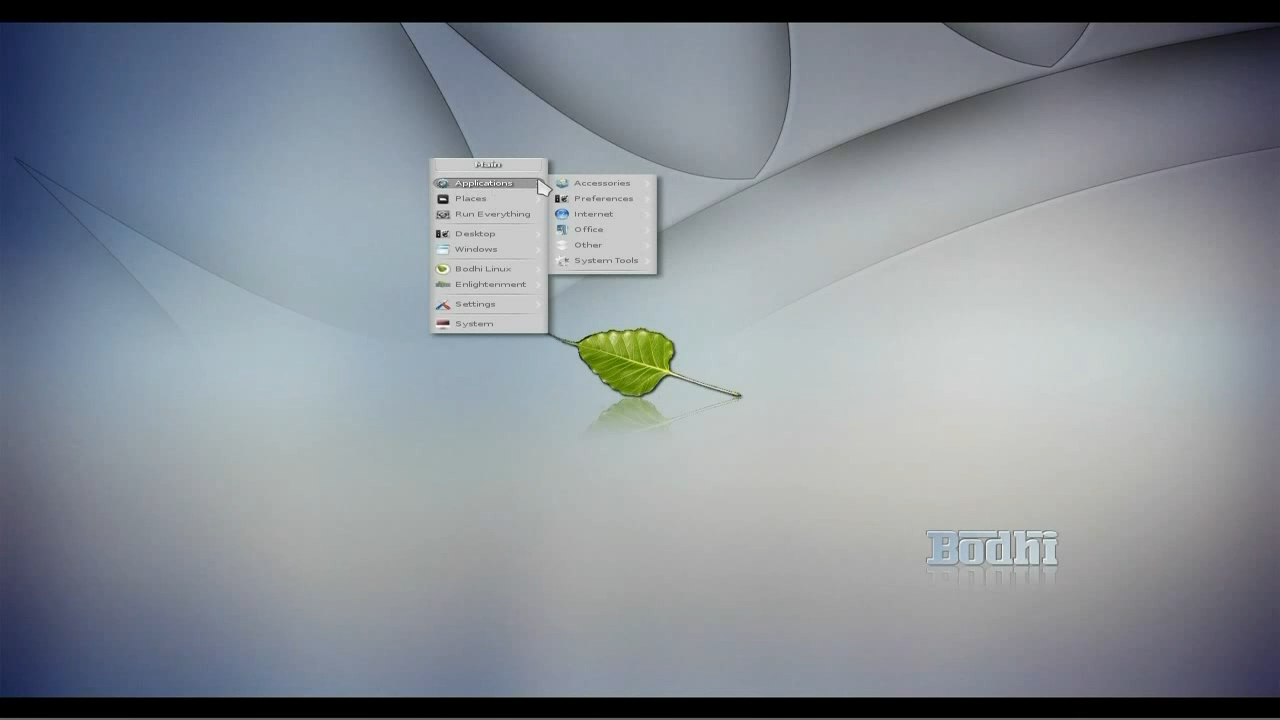 Main
Applications
Places
Run Everything
Desktop
Windows
Bodhi Linux
Enlightenment
Settings
System
Accessories
Preferences
Internet
Office
Other
System Tools
Bodhi